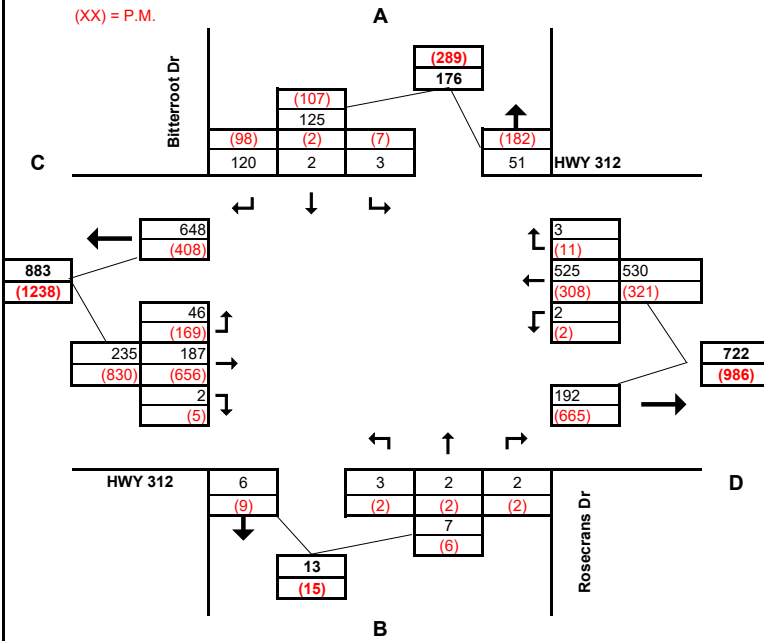 (XX) = P.M.
A
(289)
176
Bitterroot Dr
(107)
125
(98) (2) (7) (182)
120 2 3 51 HWY 312
C
648
(408)
3
(11)
883
(1238)
525 530
(308) (321)
46
(169)
2
(2)
235 187
(830) (656)
722
(986)
2
(5)
192
(665)
HWY 312 6 3 2 2
(9) (2) (2) (2)
D
Rosecrans Dr
7
(6)
13
(15)
B